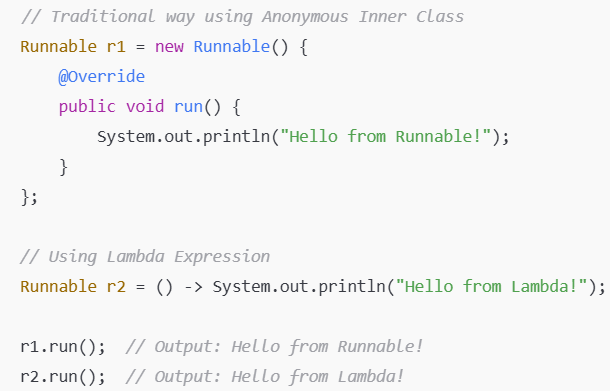 // Traditional way using Anonymous Inner Class
Runnable r1 = new Runnable() {
    @Override
    public void run() {
        System.out.println("Hello from Runnable!");
    }
};

// Using Lambda Expression
Runnable r2 = () -> System.out.println("Hello from Lambda!");

r1.run();  // Output: Hello from Runnable!
r2.run();  // Output: Hello from Lambda!